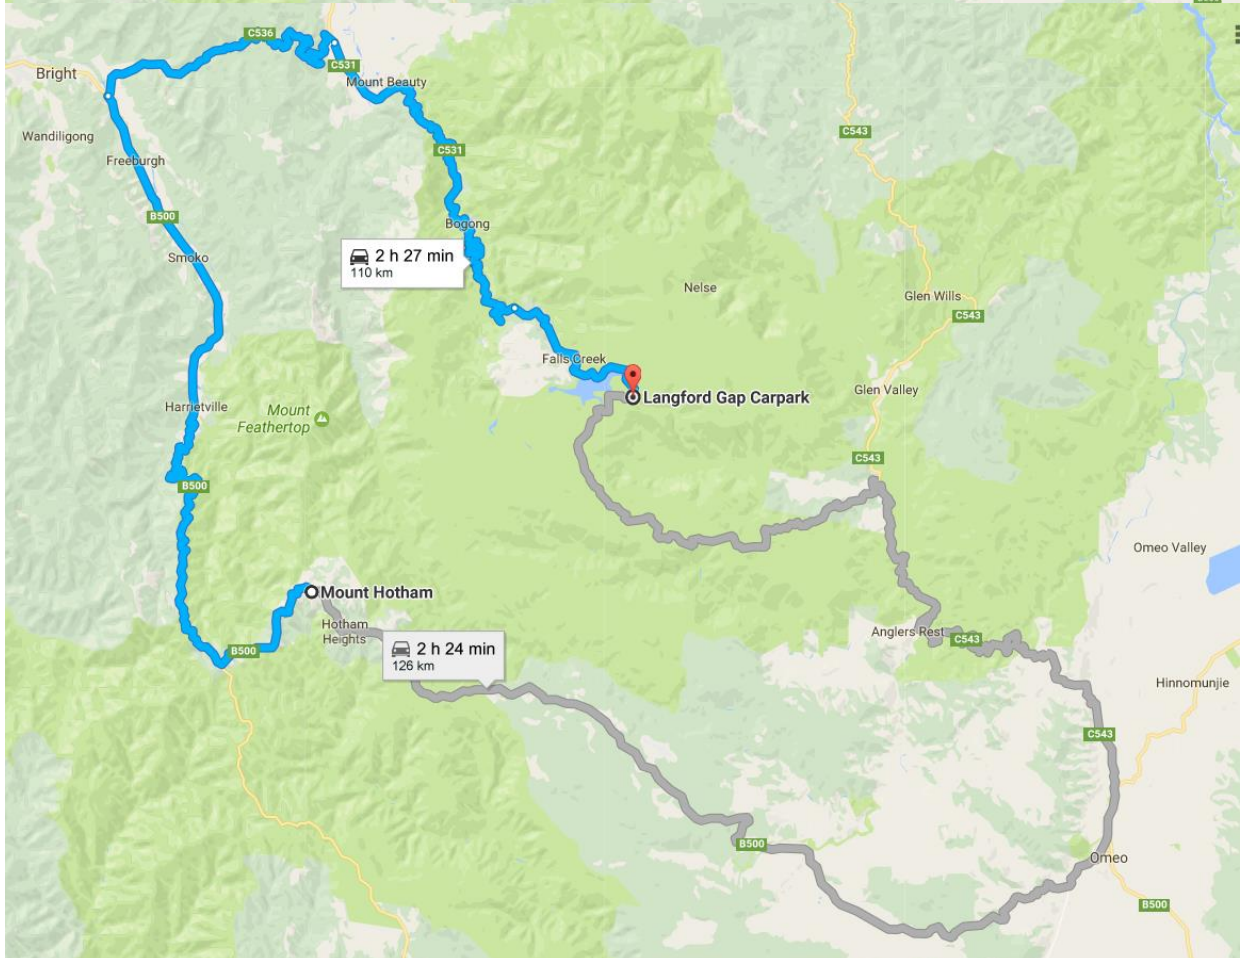 C536
Bright
C531
Mount Beauty
Wandiligong
C543
Freeburgh
C531
B500
Bogong
Smoko
2 h 27 min
110 km
Nelse
Glen Wills
C543
Falls Creek
Langford Gap Carpark
Glen Valley
Harrietville
Mount
Feathertop
C543
B500
Omeo Valley
Mount Hotham
Hotham
Heights
Anglers Rest
C543
2 h 24 min
126 km
B500
Hinnomunjie
C543
B500
Omeo
B500